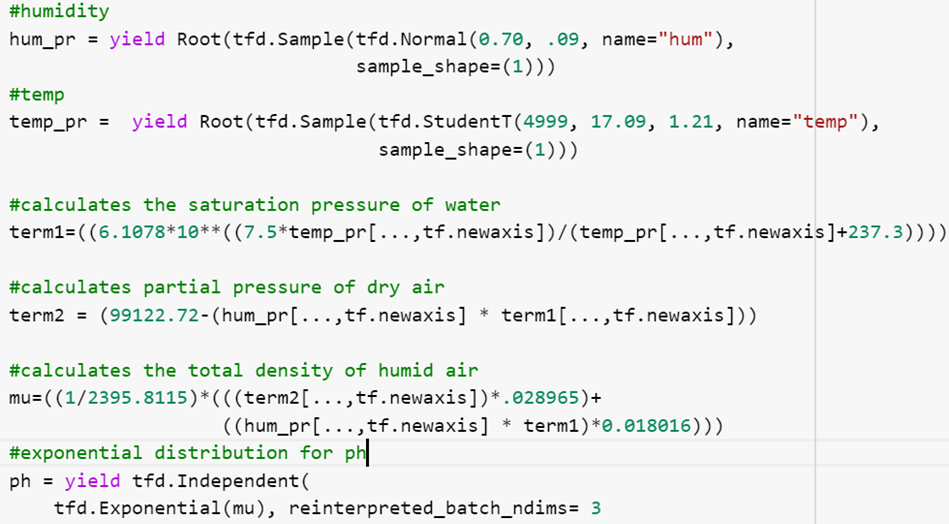 #humidity
hum_pr = yield Root(tfd.Sample(tfd.Normal(0.70, .09, name="hum"),
sample_shape=(1)))
#temp
temp_pr =  yield Root(tfd.Sample(tfd.StudentT(4999, 17.09, 1.21, name="temp"),
sample_shape=(1)))
#calculates the saturation pressure of water
term1=((6.1078*10**((7.5*temp_pr[...,tf.newaxis])/(temp_pr[...,tf.newaxis]+237.3))))
#calculates partial pressure of dry air
term2 = (99122.72-(hum_pr[...,tf.newaxis] * term1[...,tf.newaxis]))
#calculates the total density of humid air
mu=((1/2395.8115)*(((term2[...,tf.newaxis])*.028965)+
((hum_pr[...,tf.newaxis] * term1)*0.018016)))
#exponential distribution for ph
ph = yield tfd.Independent(
tfd.Exponential(mu), reinterpreted_batch_ndims= 3